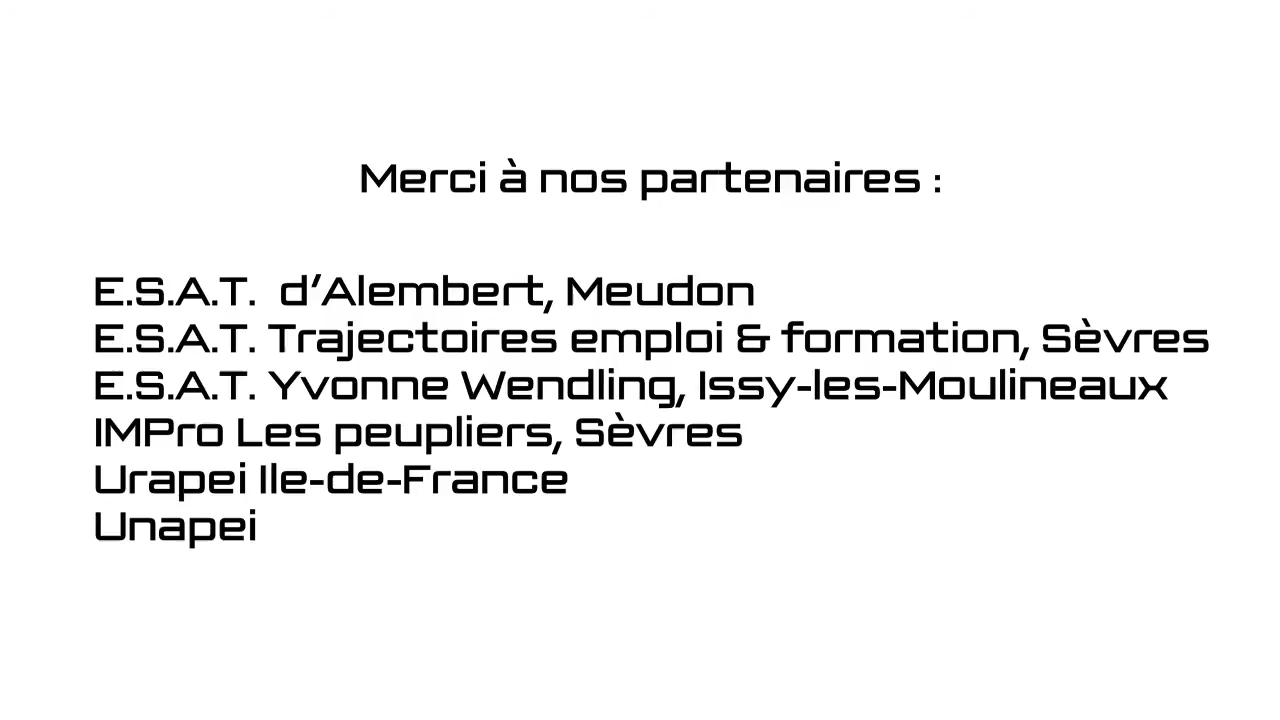 Merci à nos partenaires :
E.S.A.T. d’Alembert, Meudon
E.S.A.T. Trajectoires emploi & formation, Sèvres
E.S.A.T. Yvonne Wendling, Issy-les-Moulineaux
IMPro Les peupliers, Sèvres
Urapei Ile-de-France
Unapei